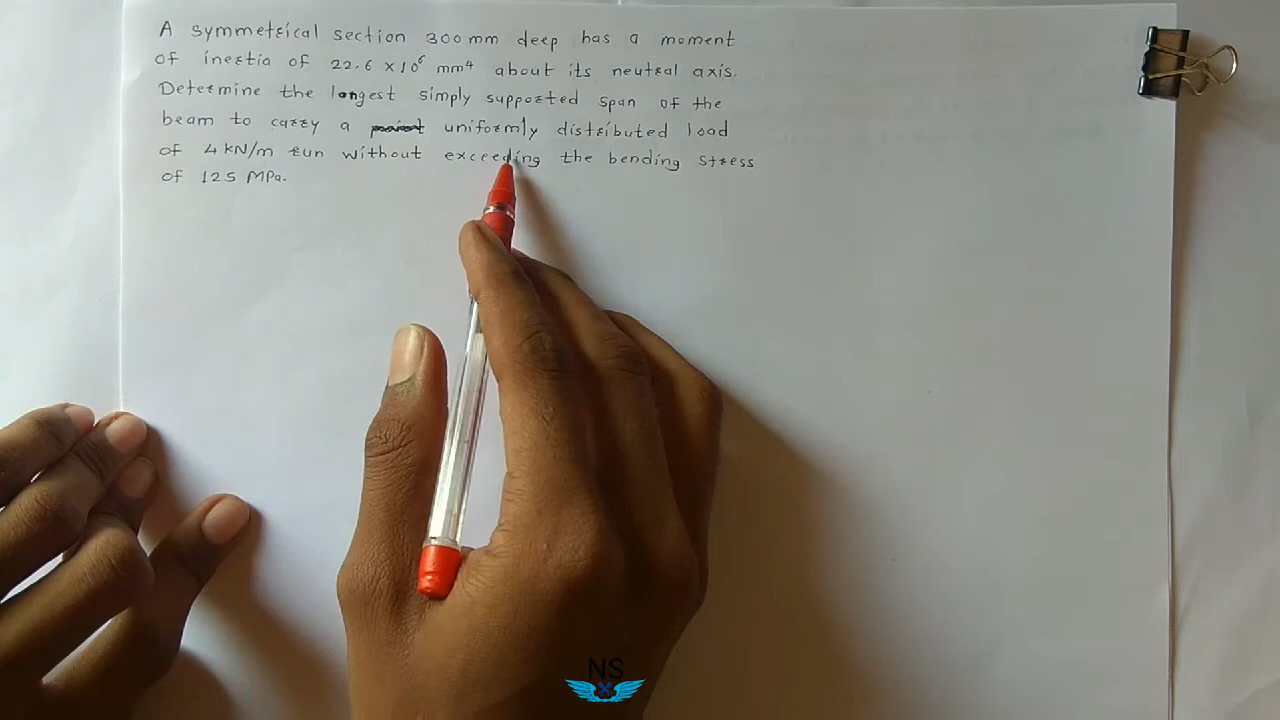 A symmetrical section 300 mm deep has a moment
of inertia of 22.6 × 10⁶ mm⁴ about its neutral axis.
Determine the longest simply supported span of the
beam to carry a uniformly distributed load
of 4 kN/m run without exceeding the bending stress
of 125 MPa.
NS